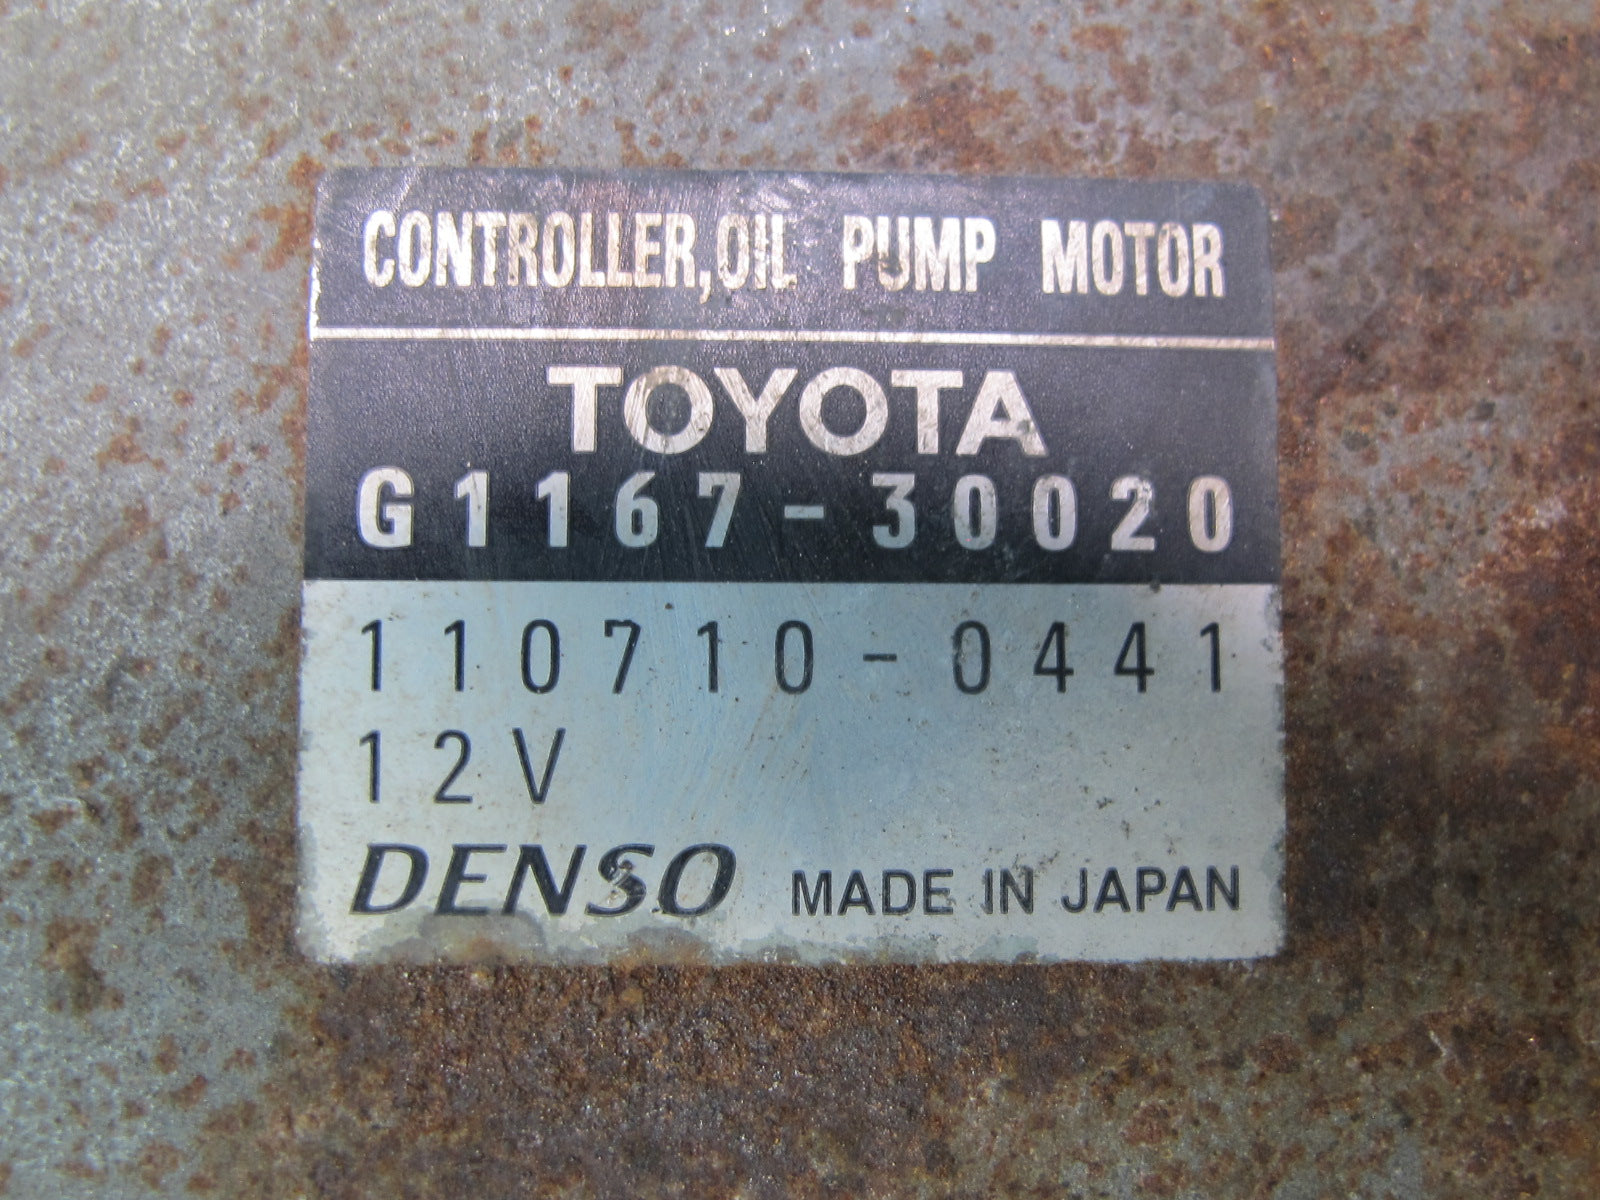 CONTROLLER,OIL PUMP MOTOR
TOYOTA
G1167-30020
110710-0441
12V
DENSO MADE IN JAPAN